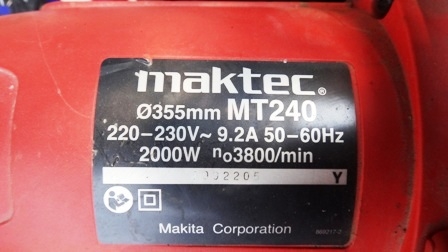 maktec®
Ø355mm MT240
220-230V~ 9.2A 50-60Hz
2000W no3800/min
Y
Makita Corporation